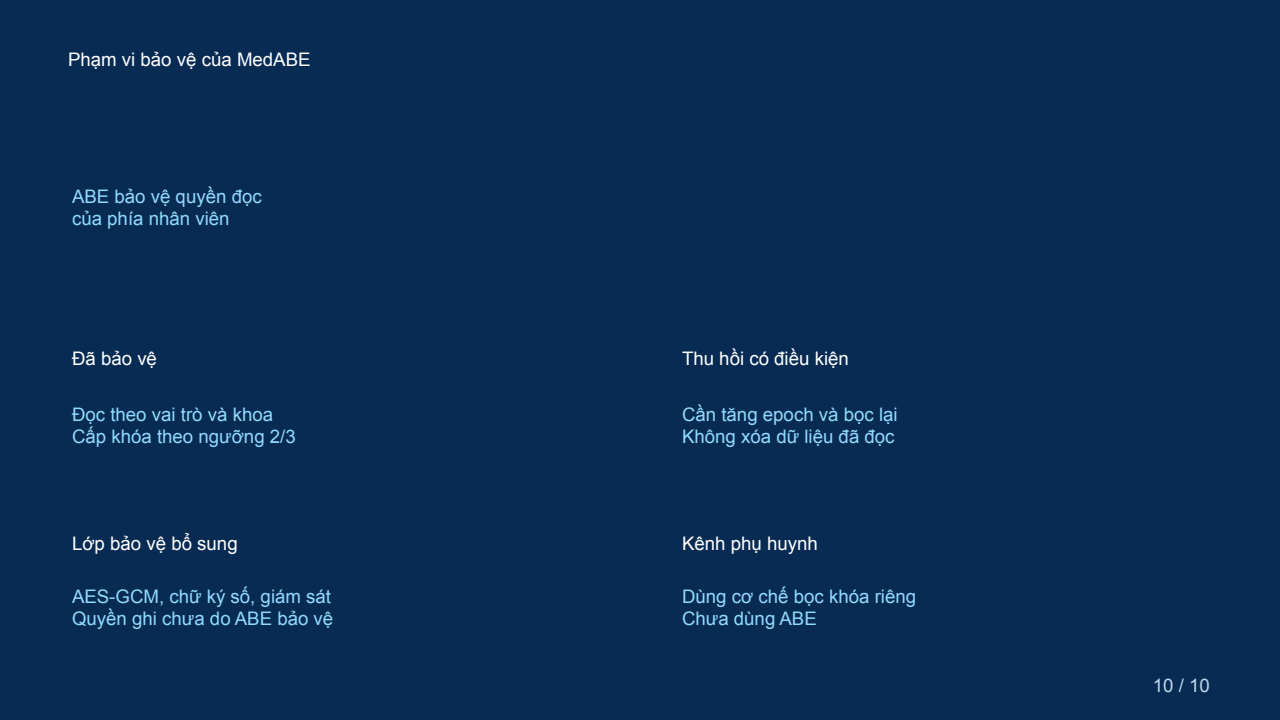 Phạm vi bảo vệ của MedABE
ABE bảo vệ quyền đọc
của phía nhân viên
Đã bảo vệ
Đọc theo vai trò và khoa
Cấp khóa theo ngưỡng 2/3
Thu hồi có điều kiện
Cần tăng epoch và bọc lại
Không xóa dữ liệu đã đọc
Lớp bảo vệ bổ sung
AES-GCM, chữ ký số, giám sát
Quyền ghi chưa do ABE bảo vệ
Kênh phụ huynh
Dùng cơ chế bọc khóa riêng
Chưa dùng ABE
10 / 10